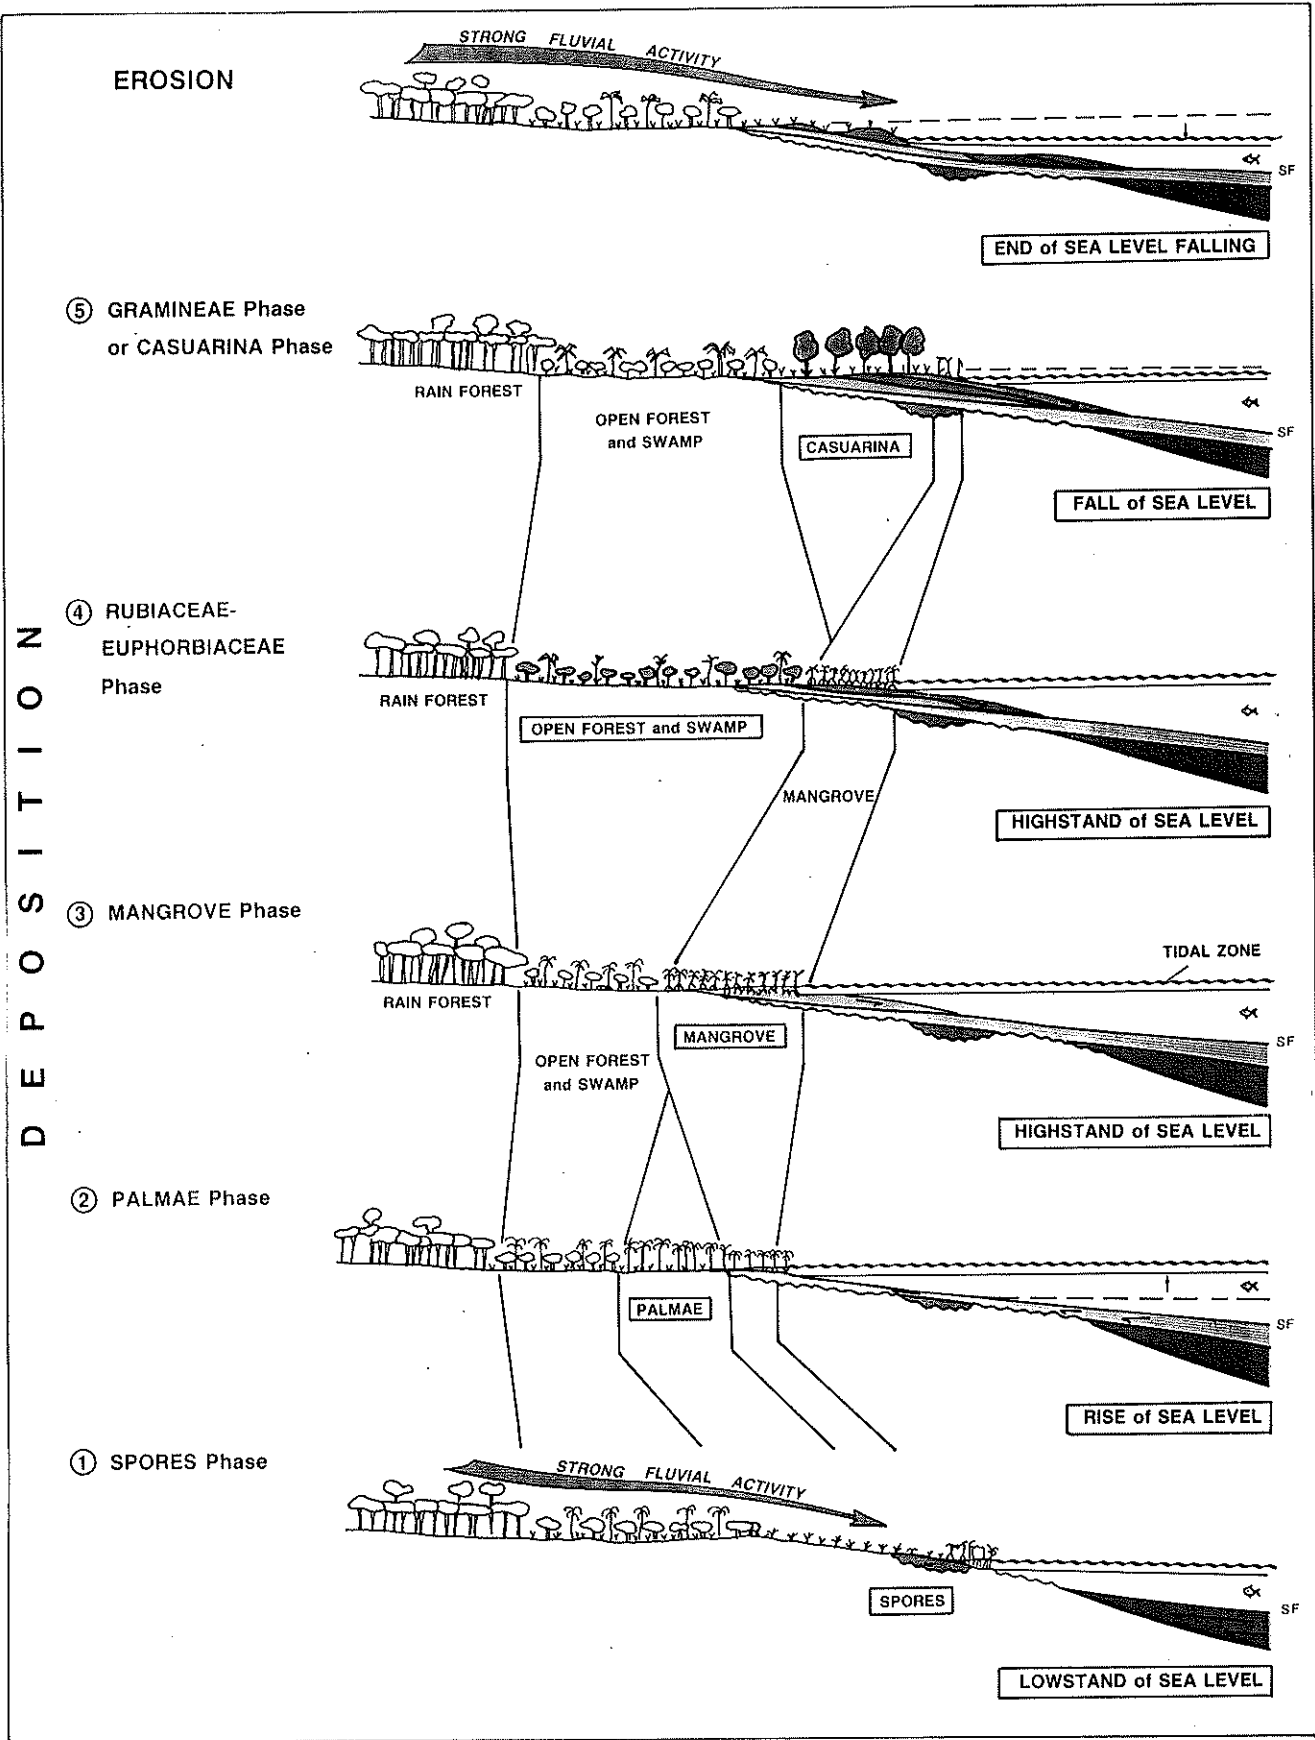 STRONG FLUVIAL ACTIVITY
EROSION
SF
END of SEA LEVEL FALLING
⑤ GRAMINEAE Phase
or CASUARINA Phase
RAIN FOREST
OPEN FOREST
and SWAMP
CASUARINA
SF
FALL of SEA LEVEL
DEPOSITION
④ RUBIACEAE-
EUPHORBIACEAE
Phase
RAIN FOREST
OPEN FOREST and SWAMP
MANGROVE
HIGHSTAND of SEA LEVEL
③ MANGROVE Phase
TIDAL ZONE
RAIN FOREST
MANGROVE
SF
OPEN FOREST
and SWAMP
HIGHSTAND of SEA LEVEL
② PALMAE Phase
PALMAE
SF
RISE of SEA LEVEL
① SPORES Phase
STRONG FLUVIAL ACTIVITY
SPORES
SF
LOWSTAND of SEA LEVEL